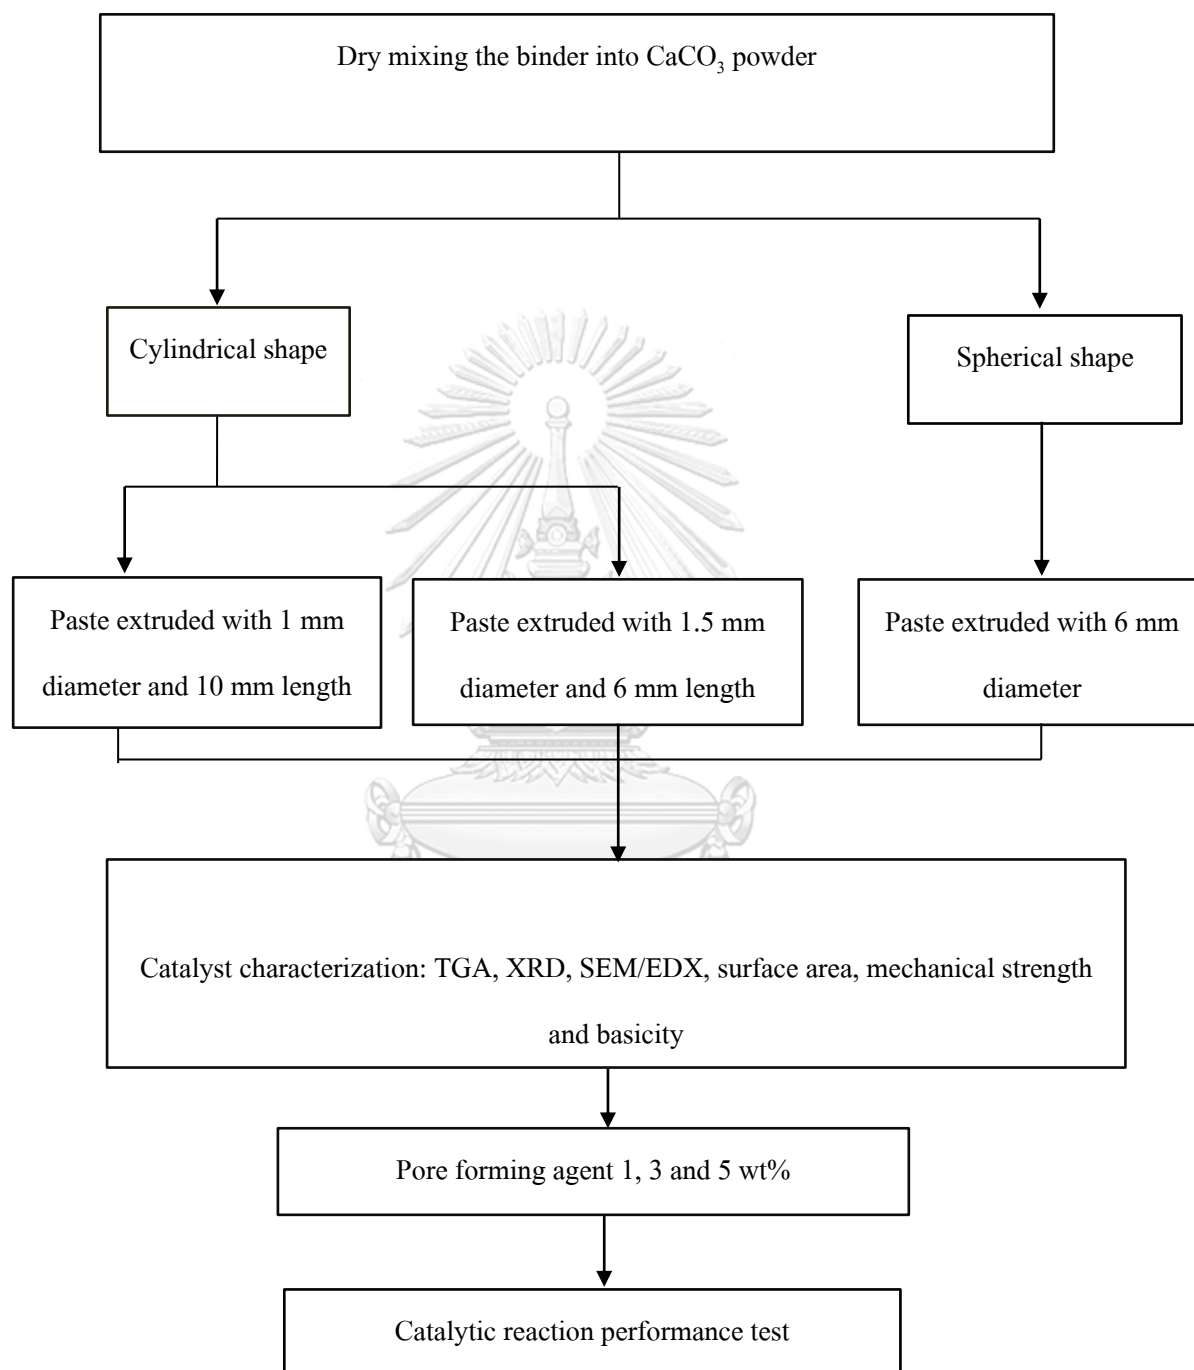 Dry mixing the binder into CaCO₃ powder
Cylindrical shape
Spherical shape
Paste extruded with 1 mm
diameter and 10 mm length
Paste extruded with 1.5 mm
diameter and 6 mm length
Paste extruded with 6 mm
diameter
Catalyst characterization: TGA, XRD, SEM/EDX, surface area, mechanical strength
and basicity
Pore forming agent 1, 3 and 5 wt%
Catalytic reaction performance test